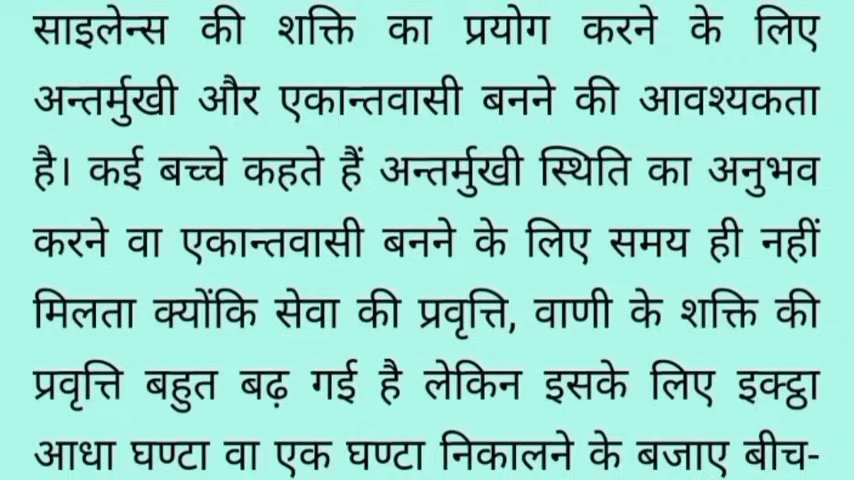 साइलेन्स की शक्ति का प्रयोग करने के लिए
अन्तर्मुखी और एकान्तवासी बनने की आवश्यकता
है। कई बच्चे कहते हैं अन्तर्मुखी स्थिति का अनुभव
करने वा एकान्तवासी बनने के लिए समय ही नहीं
मिलता क्योंकि सेवा की प्रवृत्ति, वाणी के शक्ति की
प्रवृत्ति बहुत बढ़ गई है लेकिन इसके लिए इक्ट्ठा
आधा घण्टा वा एक घण्टा निकालने के बजाए बीच-